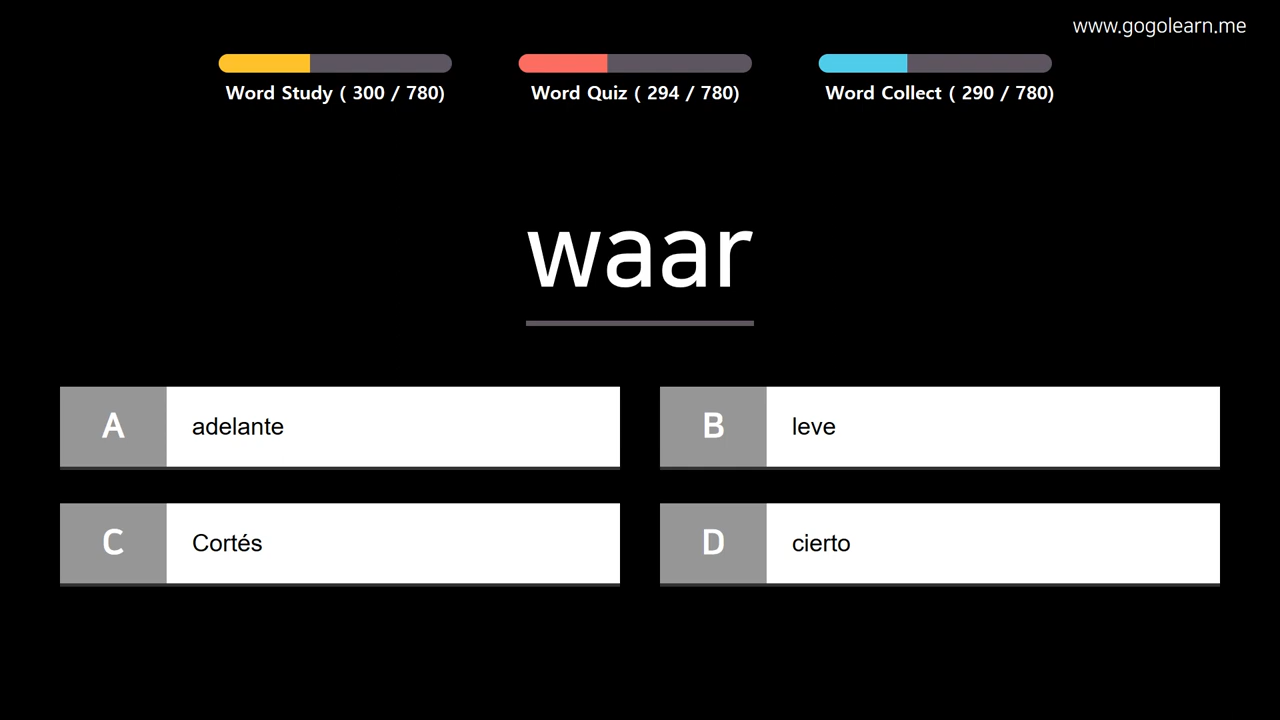 www.gogolearn.me
Word Study ( 300 / 780)
Word Quiz ( 294 / 780)
Word Collect ( 290 / 780)
waar
A adelante
B leve
C Cortés
D cierto